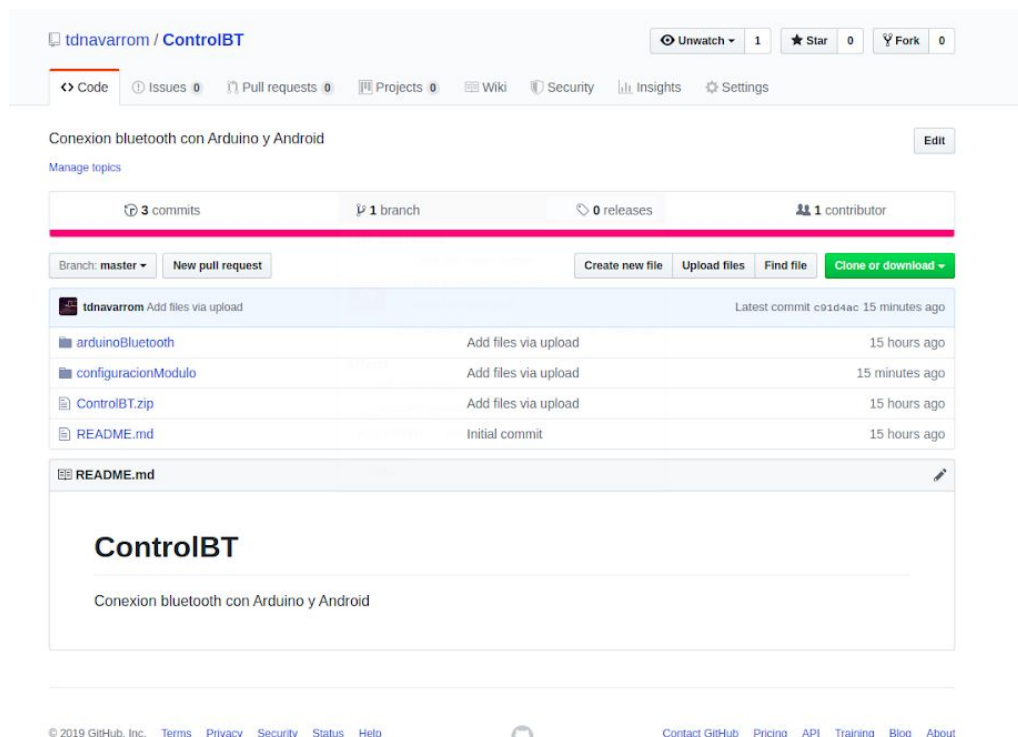 tdnavarrom / ControlBT
Unwatch 1 Star 0 Fork 0
Code Issues 0 Pull requests 0 Projects 0 Wiki Security Insights Settings
Conexion bluetooth con Arduino y Android Edit
Manage topics
3 commits 1 branch 0 releases 1 contributor
Branch: master New pull request Create new file Upload files Find file Clone or download
tdnavarrom Add files via upload Latest commit c91d4ac 15 minutes ago
arduinoBluetooth Add files via upload 15 hours ago
configuracionModulo Add files via upload 15 minutes ago
ControlBT.zip Add files via upload 15 hours ago
README.md Initial commit 15 hours ago
README.md
ControlBT
Conexion bluetooth con Arduino y Android
© 2019 GitHub, Inc. Terms Privacy Security Status Help Contact GitHub Pricing API Training Blog About